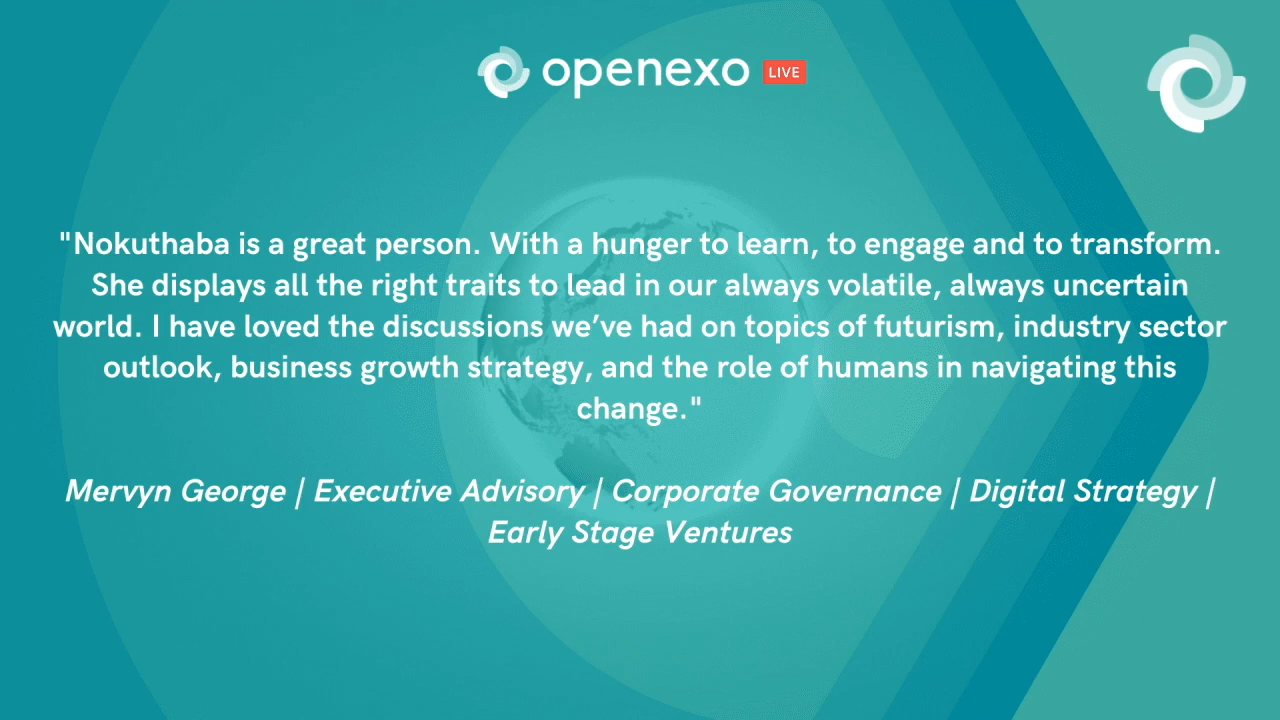 openexo LIVE
"Nokuthaba is a great person. With a hunger to learn, to engage and to transform.
She displays all the right traits to lead in our always volatile, always uncertain
world. I have loved the discussions we’ve had on topics of futurism, industry sector
outlook, business growth strategy, and the role of humans in navigating this
change."
Mervyn George | Executive Advisory | Corporate Governance | Digital Strategy |
Early Stage Ventures